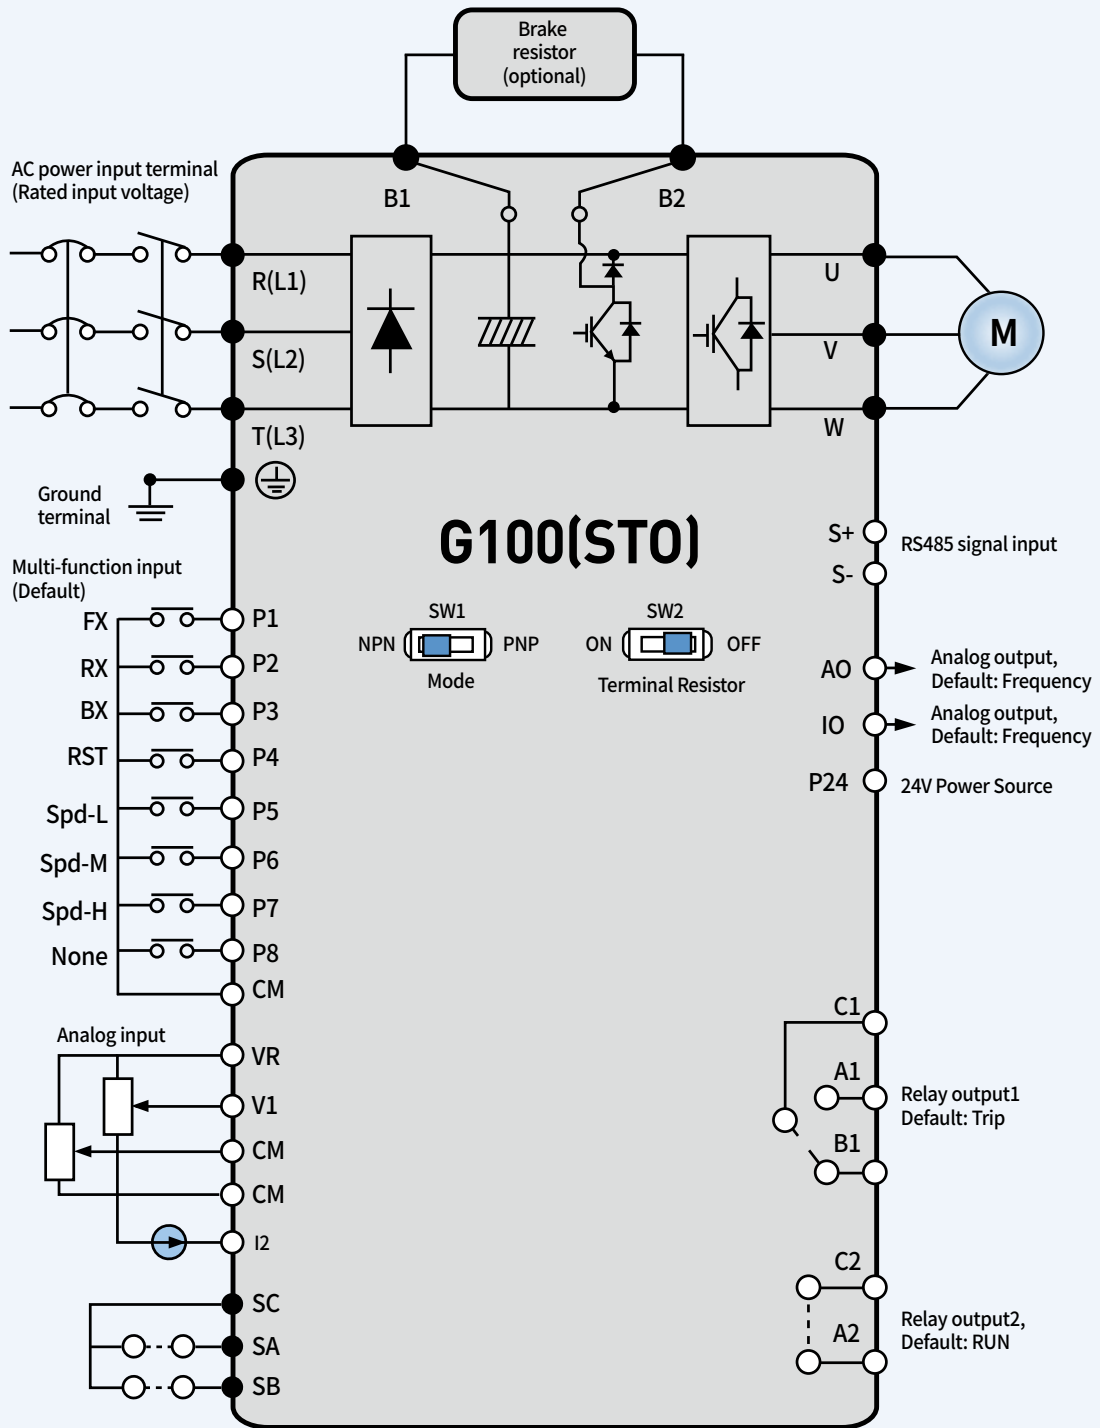 Brake
resistor
(optional)
AC power input terminal
(Rated input voltage)
B1
B2
R(L1)
S(L2)
T(L3)
U
V
W
M
Ground
terminal
G100(STO)
Multi-function input
(Default)
FX
P1
RX
P2
BX
P3
RST
P4
Spd-L
P5
Spd-M
P6
Spd-H
P7
None
P8
CM
SW1
NPN
PNP
Mode
SW2
ON
OFF
Terminal Resistor
S+
S-
RS485 signal input
AO
Analog output,
Default: Frequency
IO
Analog output,
Default: Frequency
P24
24V Power Source
Analog input
VR
V1
CM
CM
I2
SC
SA
SB
C1
A1
B1
Relay output1
Default: Trip
C2
A2
Relay output2,
Default: RUN